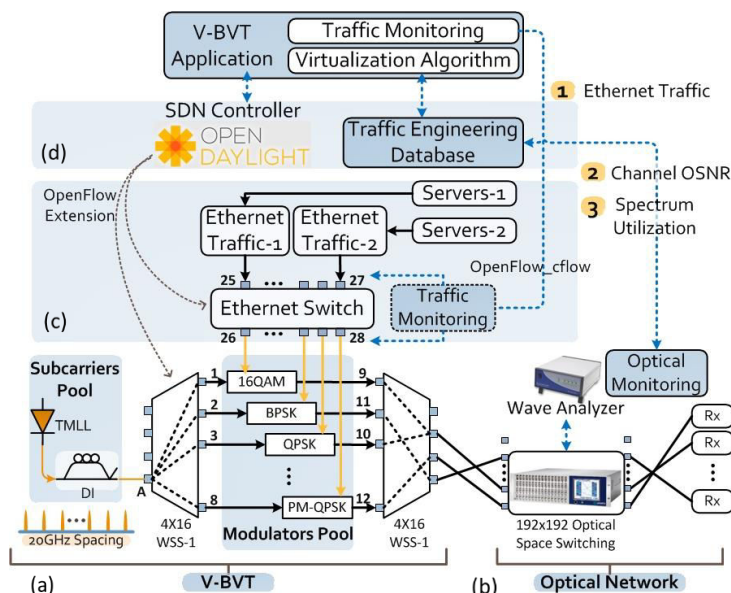 V-BVT
Application
Traffic Monitoring
Virtualization Algorithm
1 Ethernet Traffic
SDN Controller
OPEN
DAYLIGHT
Traffic Engineering
Database
(d)
2 Channel OSNR
3 Spectrum
Utilization
OpenFlow
Extension
Servers-1
Ethernet
Traffic-1
Ethernet
Traffic-2
Servers-2
OpenFlow_cflow
25
27
Ethernet Switch
Traffic
Monitoring
(c)
26
28
Optical
Monitoring
Subcarriers
Pool
TMLL
DI
A
20GHz Spacing
1
2
3
8
16QAM
BPSK
QPSK
PM-QPSK
9
11
10
12
Wave Analyzer
Rx
Rx
Rx
4X16
WSS-1
Modulators Pool
4X16
WSS-1
192x192 Optical
Space Switching
(a)
V-BVT
(b)
Optical Network